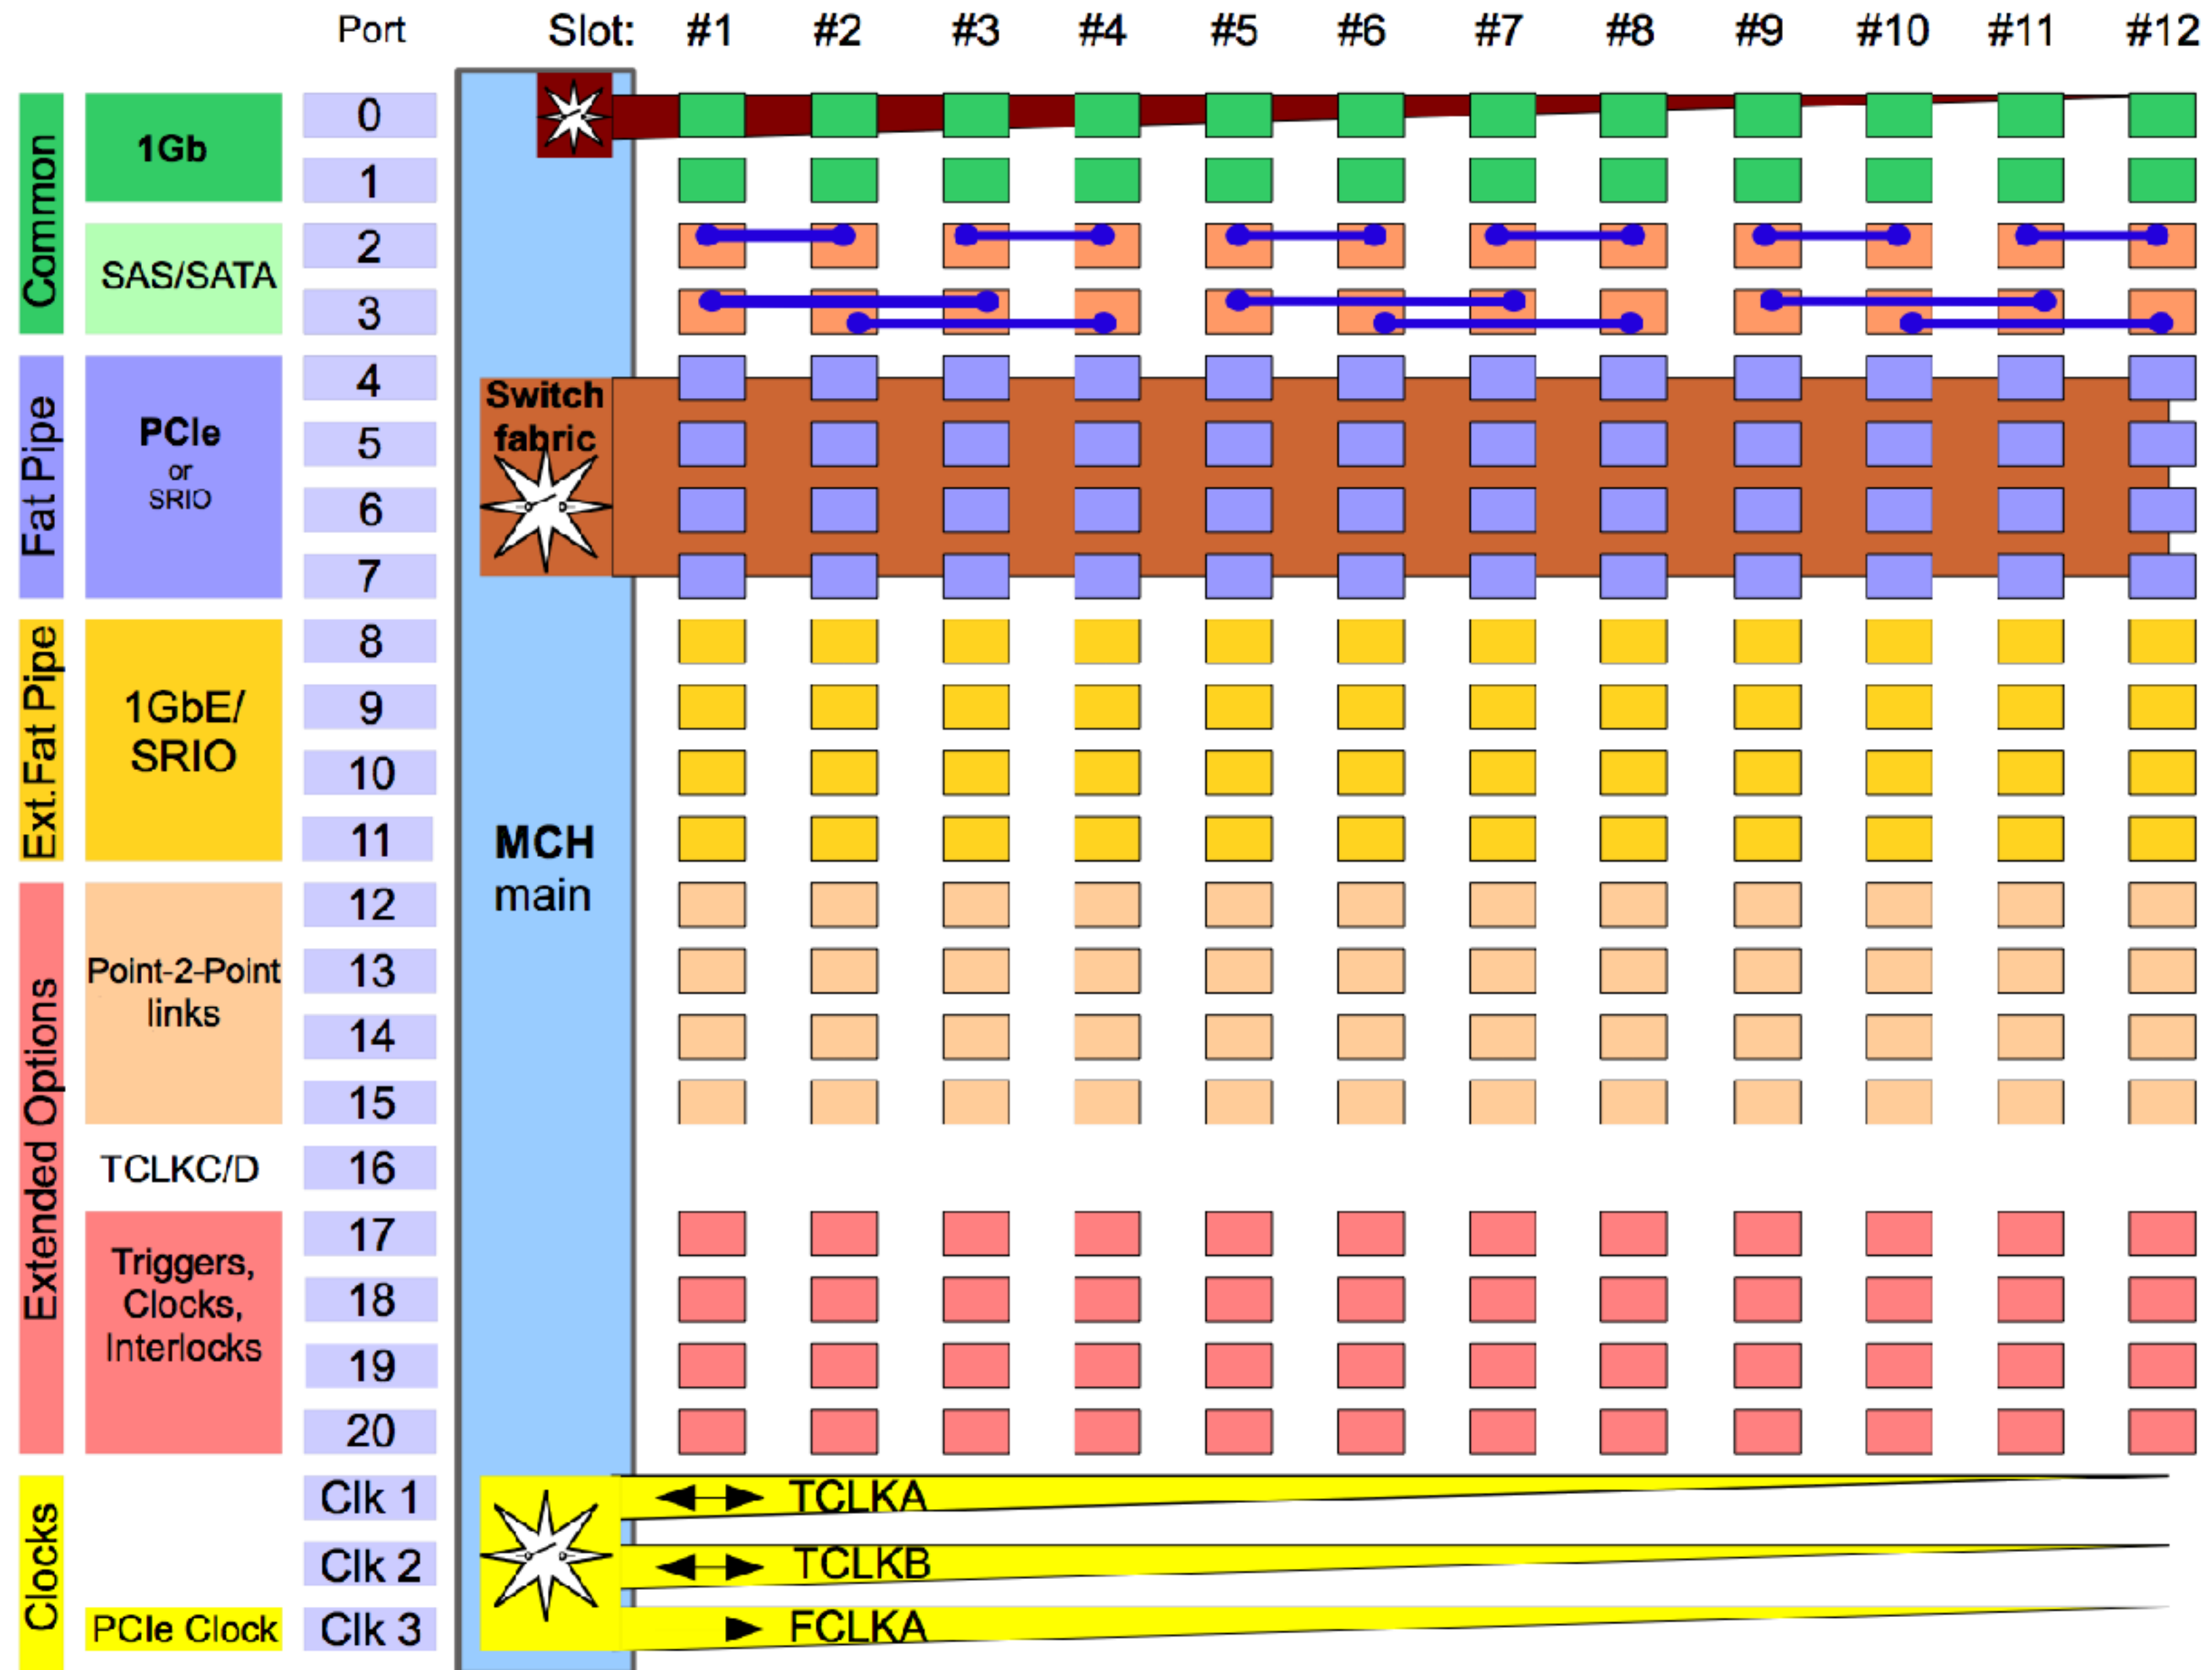 Port Slot: #1 #2 #3 #4 #5 #6 #7 #8 #9 #10 #11 #12
Common
1Gb
0
1
SAS/SATA
2
3
Fat Pipe
PCIe
or
SRIO
4
5
6
7
Switch
fabric
Ext.Fat Pipe
1GbE/
SRIO
8
9
10
11
MCH
main
Extended Options
Point-2-Point
links
12
13
14
15
TCLKC/D
16
Triggers,
Clocks,
Interlocks
17
18
19
20
Clocks
Clk 1
TCLKA
Clk 2
TCLKB
PCIe Clock
Clk 3
FCLKA